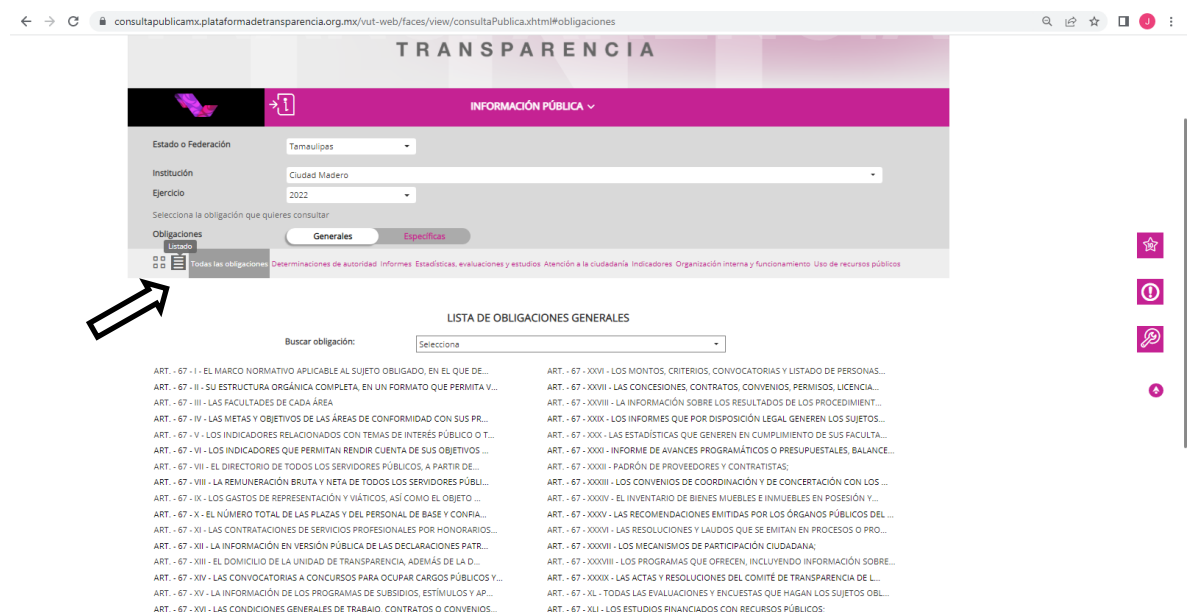 consultapublicamx.plataformadetransparencia.org.mx/vut-web/faces/view/consultaPublica.xhtml#obligaciones
J
TRANSPARENCIA
INFORMACIÓN PÚBLICA
Estado o Federación
Tamaulipas
Institución
Ciudad Madero
Ejercicio
2022
Selecciona la obligación que quieres consultar
Obligaciones
Generales
Específicas
Listado
Todas las obligaciones Determinaciones de autoridad Informes Estadísticas, evaluaciones y estudios Atención a la ciudadanía Indicadores Organización interna y funcionamiento Uso de recursos públicos
LISTA DE OBLIGACIONES GENERALES
Buscar obligación:
Selecciona
ART. - 67 - I - EL MARCO NORMATIVO APLICABLE AL SUJETO OBLIGADO, EN EL QUE DE...
ART. - 67 - II - SU ESTRUCTURA ORGÁNICA COMPLETA, EN UN FORMATO QUE PERMITA V...
ART. - 67 - III - LAS FACULTADES DE CADA ÁREA
ART. - 67 - IV - LAS METAS Y OBJETIVOS DE LAS ÁREAS DE CONFORMIDAD CON SUS PR...
ART. - 67 - V - LOS INDICADORES RELACIONADOS CON TEMAS DE INTERÉS PÚBLICO O T...
ART. - 67 - VI - LOS INDICADORES QUE PERMITAN RENDIR CUENTA DE SUS OBJETIVOS ...
ART. - 67 - VII - EL DIRECTORIO DE TODOS LOS SERVIDORES PÚBLICOS, A PARTIR DE...
ART. - 67 - VIII - LA REMUNERACIÓN BRUTA Y NETA DE TODOS LOS SERVIDORES PÚBLI...
ART. - 67 - IX - LOS GASTOS DE REPRESENTACIÓN Y VIÁTICOS, ASÍ COMO EL OBJETO ...
ART. - 67 - X - EL NÚMERO TOTAL DE LAS PLAZAS Y DEL PERSONAL DE BASE Y CONFIA...
ART. - 67 - XI - LAS CONTRATACIONES DE SERVICIOS PROFESIONALES POR HONORARIOS...
ART. - 67 - XII - LA INFORMACIÓN EN VERSIÓN PÚBLICA DE LAS DECLARACIONES PATR...
ART. - 67 - XIII - EL DOMICILIO DE LA UNIDAD DE TRANSPARENCIA, ADEMÁS DE LA D...
ART. - 67 - XIV - LAS CONVOCATORIAS A CONCURSOS PARA OCUPAR CARGOS PÚBLICOS Y...
ART. - 67 - XV - LA INFORMACIÓN DE LOS PROGRAMAS DE SUBSIDIOS, ESTÍMULOS Y AP...
ART. - 67 - XVI - LAS CONDICIONES GENERALES DE TRABAJO, CONTRATOS O CONVENIOS...
ART. - 67 - XXVI - LOS MONTOS, CRITERIOS, CONVOCATORIAS Y LISTADO DE PERSONAS...
ART. - 67 - XXVII - LAS CONCESIONES, CONTRATOS, CONVENIOS, PERMISOS, LICENCIA...
ART. - 67 - XXVIII - LA INFORMACIÓN SOBRE LOS RESULTADOS DE LOS PROCEDIMIENT...
ART. - 67 - XXIX - LOS INFORMES QUE POR DISPOSICIÓN LEGAL GENEREN LOS SUJETOS...
ART. - 67 - XXX - LAS ESTADÍSTICAS QUE GENEREN EN CUMPLIMIENTO DE SUS FACULTA...
ART. - 67 - XXXI - INFORME DE AVANCES PROGRAMÁTICOS O PRESUPUESTALES, BALANCE...
ART. - 67 - XXXII - PADRÓN DE PROVEEDORES Y CONTRATISTAS;
ART. - 67 - XXXIII - LOS CONVENIOS DE COORDINACIÓN Y DE CONCERTACIÓN CON LOS ...
ART. - 67 - XXXIV - EL INVENTARIO DE BIENES MUEBLES E INMUEBLES EN POSESIÓN Y...
ART. - 67 - XXXV - LAS RECOMENDACIONES EMITIDAS POR LOS ÓRGANOS PÚBLICOS DEL ...
ART. - 67 - XXXVI - LAS RESOLUCIONES Y LAUDOS QUE SE EMITAN EN PROCESOS O PRO...
ART. - 67 - XXXVII - LOS MECANISMOS DE PARTICIPACIÓN CIUDADANA;
ART. - 67 - XXXVIII - LOS PROGRAMAS QUE OFRECEN, INCLUYENDO INFORMACIÓN SOBRE...
ART. - 67 - XXXIX - LAS ACTAS Y RESOLUCIONES DEL COMITÉ DE TRANSPARENCIA DE L...
ART. - 67 - XL - TODAS LAS EVALUACIONES Y ENCUESTAS QUE HAGAN LOS SUJETOS OBL...
ART. - 67 - XLI - LOS ESTUDIOS FINANCIADOS CON RECURSOS PÚBLICOS;